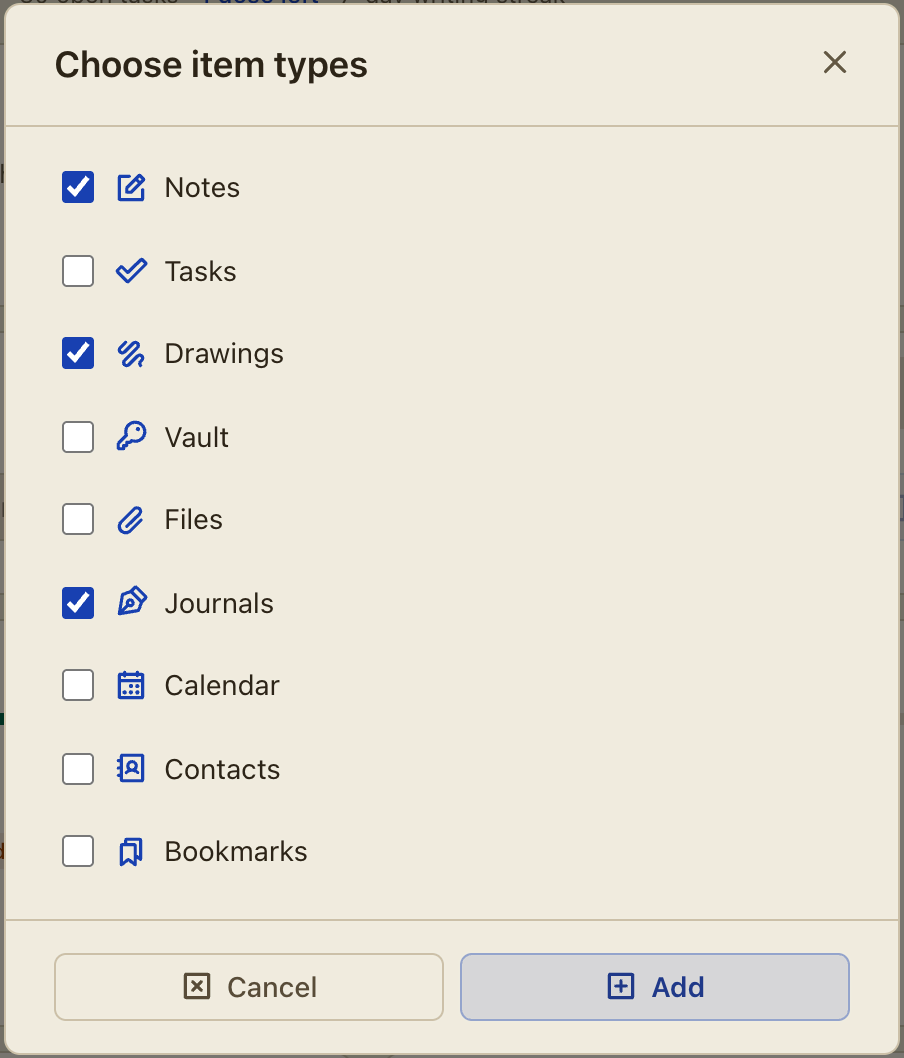 Choose item types
Notes
Tasks
Drawings
Vault
Files
Journals
Calendar
Contacts
Bookmarks
Cancel
Add